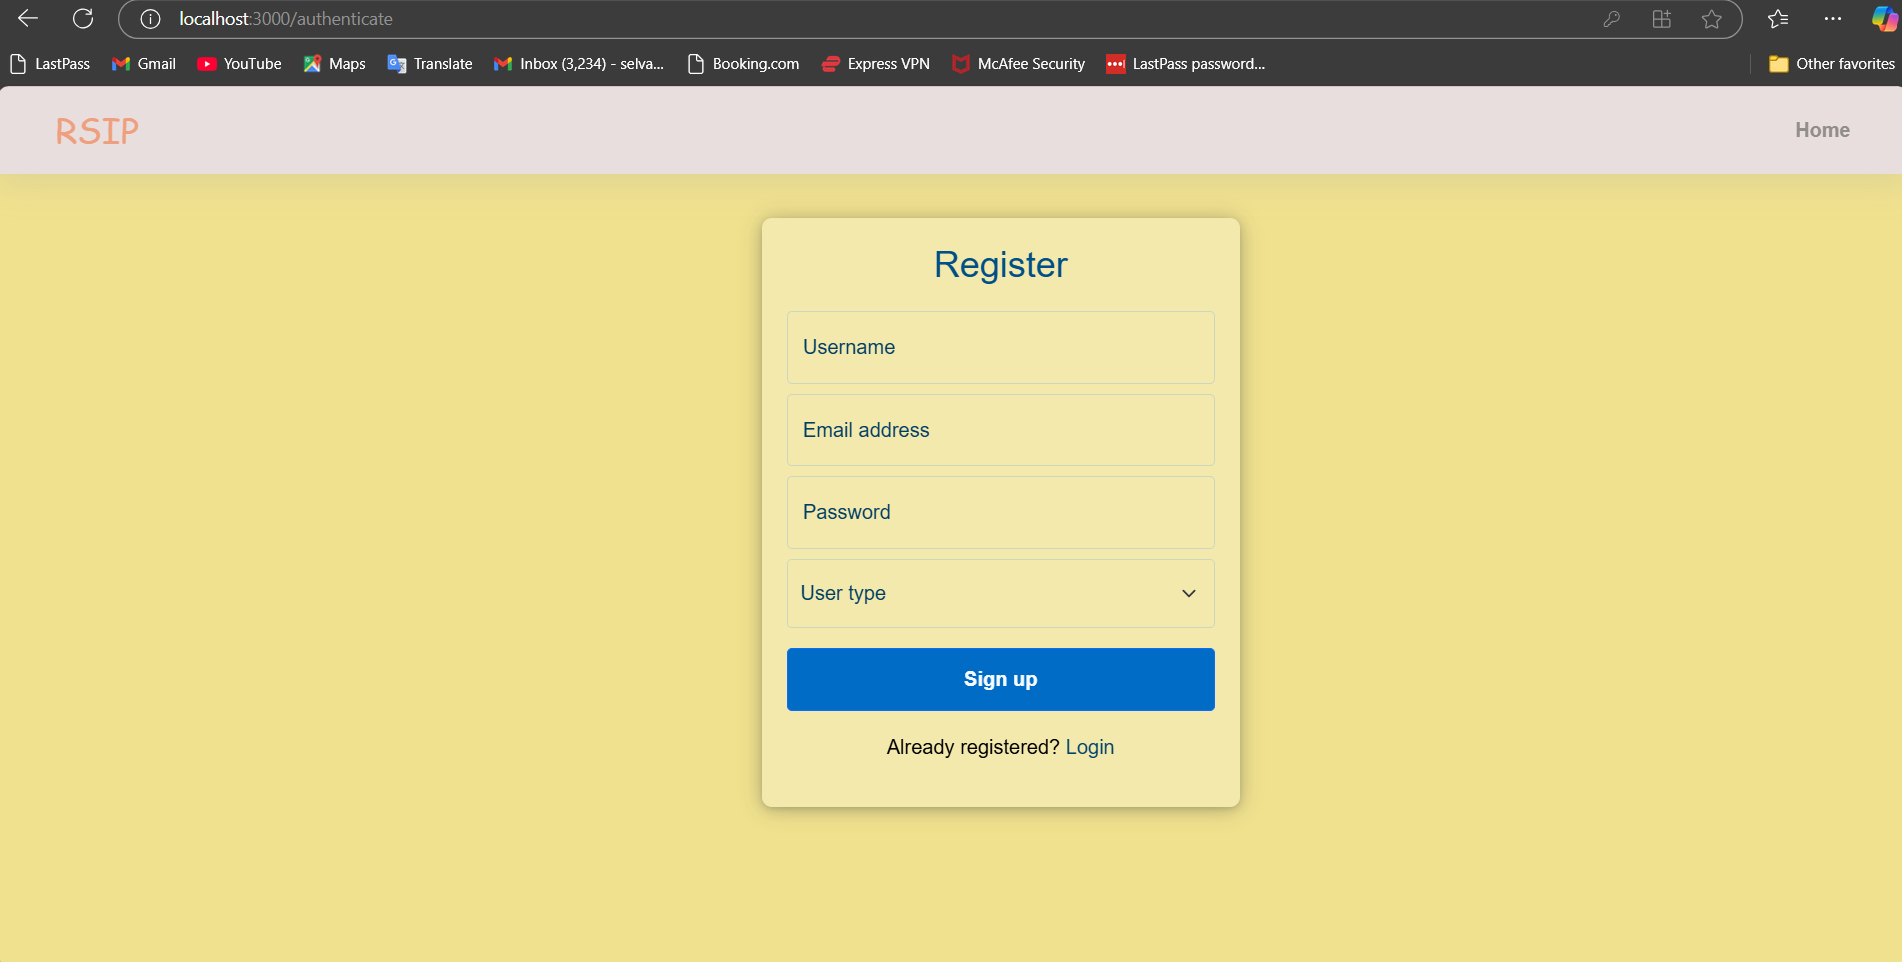 localhost:3000/authenticate
LastPass Gmail YouTube Maps Translate Inbox (3,234) - selva... Booking.com Express VPN McAfee Security LastPass password... Other favorites
RSIP Home
Register
Username
Email address
Password
User type
Sign up
Already registered? Login